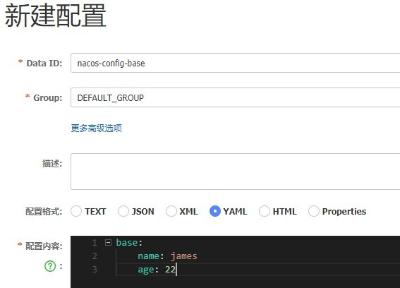 新建配置
* Data ID: nacos-config-base
* Group: DEFAULT_GROUP
更多高级选项
描述:
配置格式: TEXT JSON XML YAML HTML Properties
* 配置内容: 1 base:
? : 2 name: james
3 age: 22